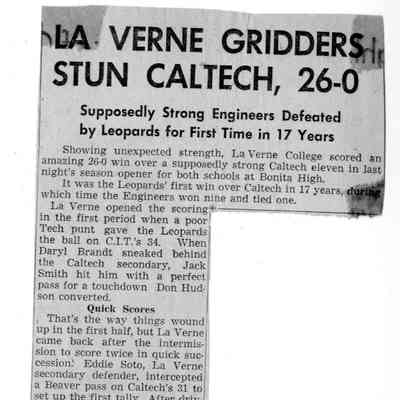 LA VERNE GRIDDERS
STUN CALTECH, 26-0
Supposedly Strong Engineers Defeated
by Leopards for First Time in 17 Years
Showing unexpected strength, La Verne College scored an
amazing 26-0 win over a supposedly strong Caltech eleven in last
night's season opener for both schools at Bonita High.
It was the Leopards' first win over Caltech in 17 years, during
which time the Engineers won nine and tied one.
La Verne opened the scoring
in the first period when a poor
Tech punt gave the Leopards
the ball on C.I.T.'s 34. When
Daryl Brandt sneaked behind
the Caltech secondary, Jack
Smith hit him with a perfect
pass for a touchdown Don Hud-
son converted.
Quick Scores
That's the way things wound
up in the first half, but La Verne
came back after the intermis-
sion to score twice in quick suc-
cession. Eddie Soto, La Verne
secondary defender, intercepted
a Beaver pass on Caltech's 31 to
set up the first tally. After driv-